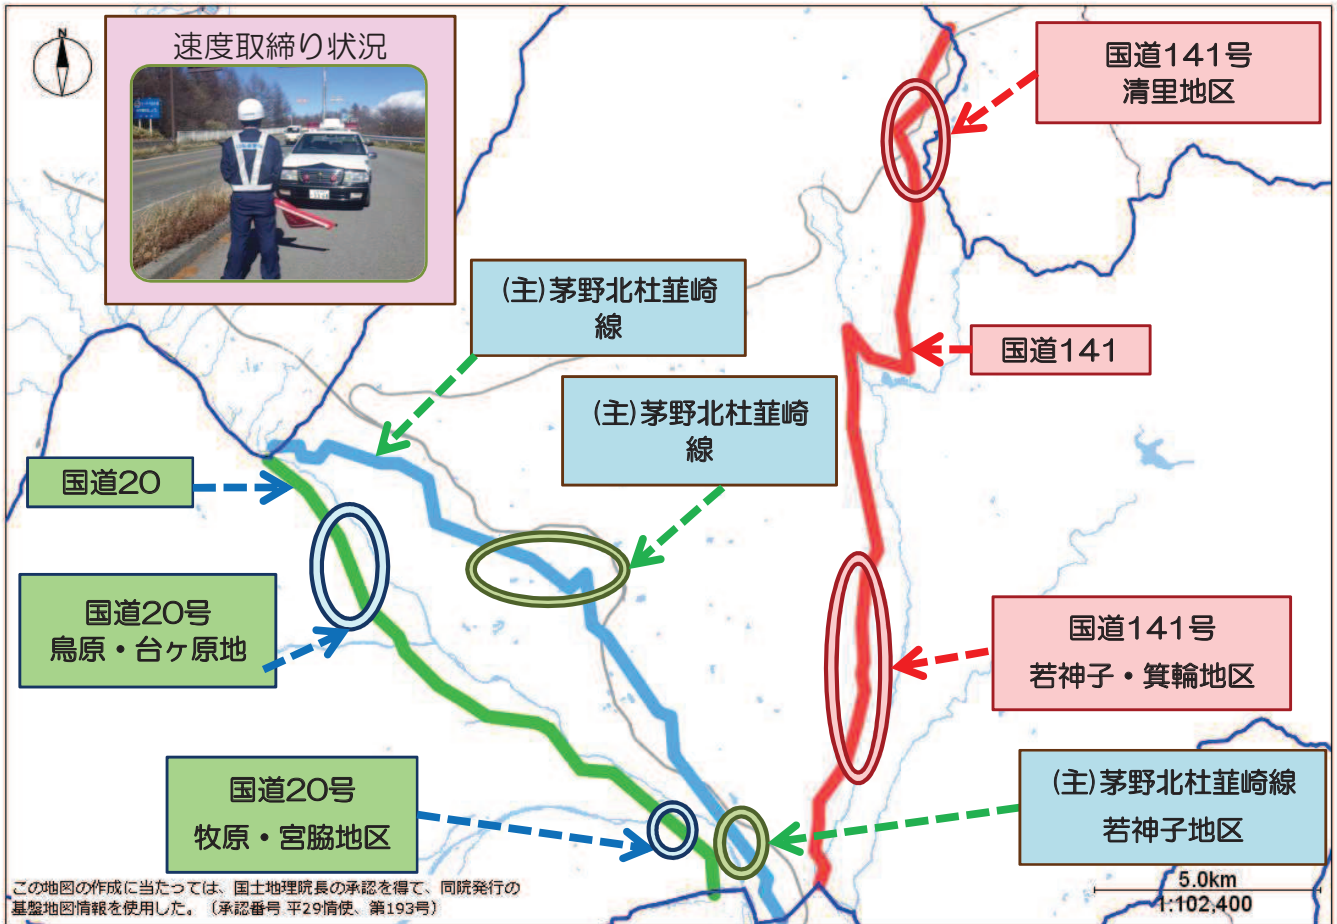 N
速度取締り状況
国道141号
清里地区
(主)茅野北杜韮崎
線
国道141
(主)茅野北杜韮崎
線
国道20
国道20号
鳥原・台ヶ原地
国道141号
若神子・箕輪地区
国道20号
牧原・宮脇地区
(主)茅野北杜韮崎線
若神子地区
この地図の作成に当たっては、国土地理院長の承認を得て、同院発行の
基盤地図情報を使用した。（承認番号 平29情使、第193号）
5.0km
1:102,400